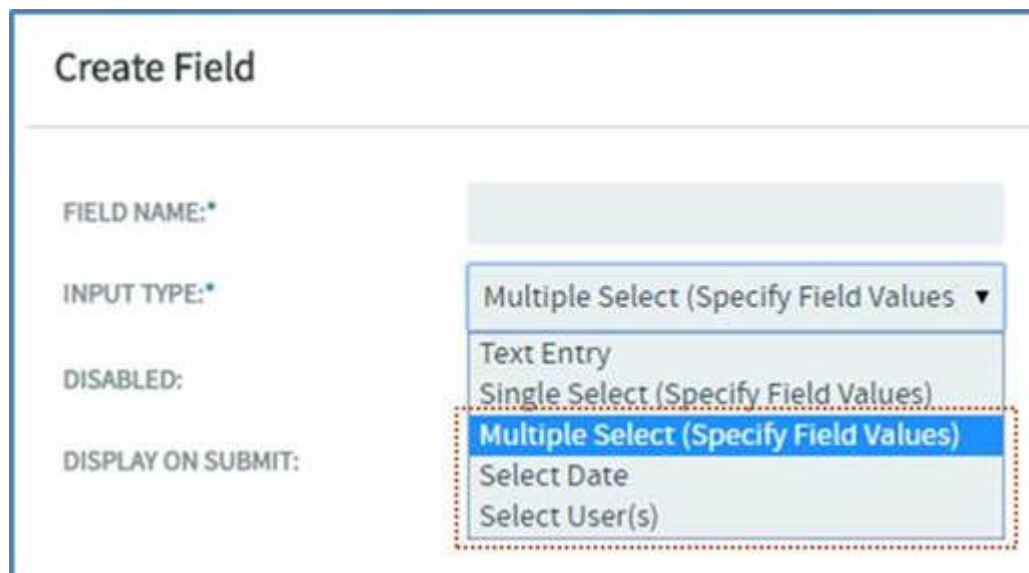 Create Field
FIELD NAME:*
INPUT TYPE:*
Multiple Select (Specify Field Values
DISABLED:
Text Entry
Single Select (Specify Field Values)
Multiple Select (Specify Field Values)
DISPLAY ON SUBMIT:
Select Date
Select User(s)